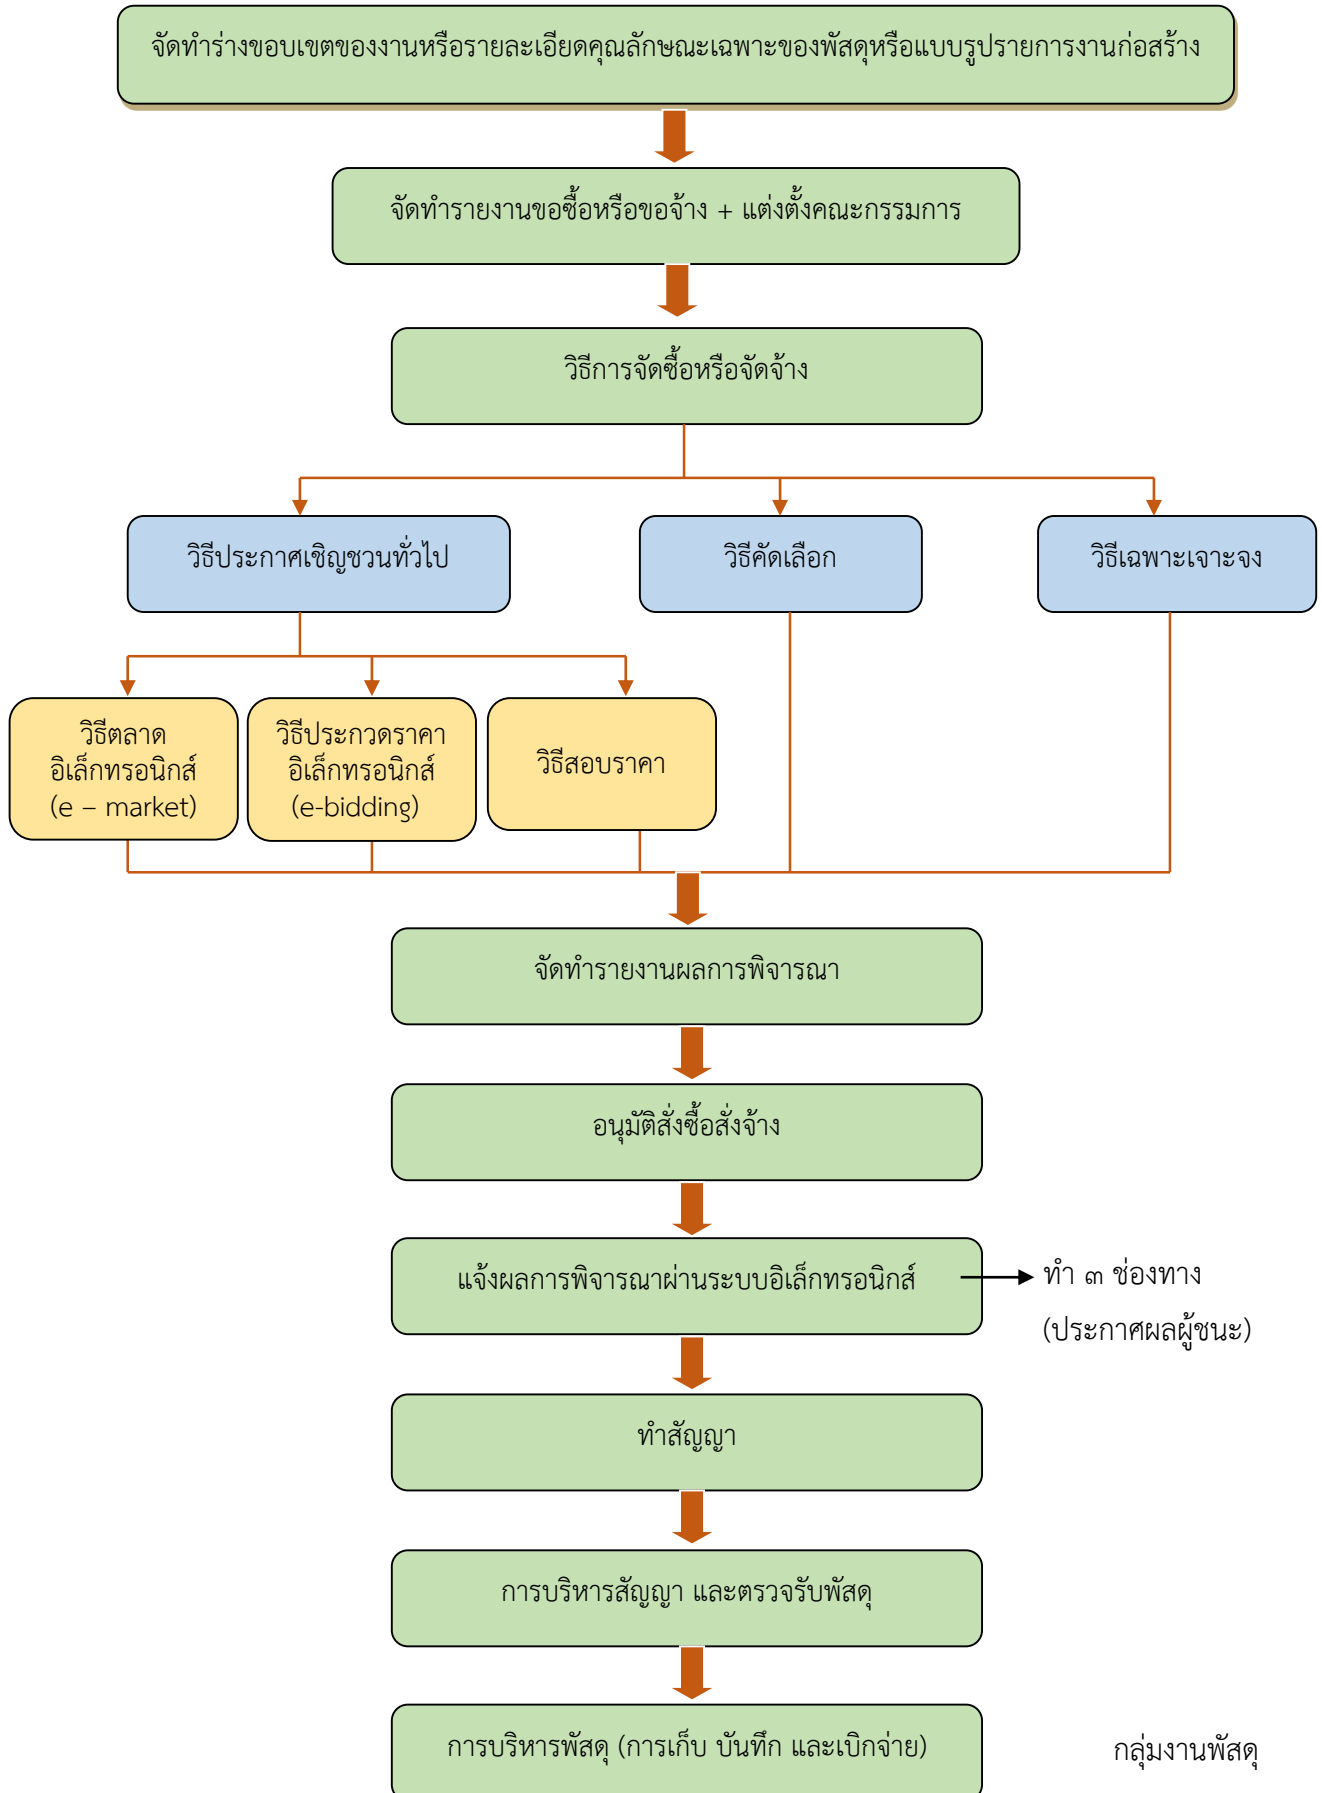 จัดทำร่างขอบเขตของงานหรือรายละเอียดคุณลักษณะเฉพาะของพัสดุหรือแบบรูปรายการงานก่อสร้าง
จัดทำรายงานขอซื้อหรือขอจ้าง + แต่งตั้งคณะกรรมการ
วิธีการจัดซื้อหรือจัดจ้าง
วิธีประกาศเชิญชวนทั่วไป
วิธีคัดเลือก
วิธีเฉพาะเจาะจง
วิธีตลาด
อิเล็กทรอนิกส์
(e – market)
วิธีประกวดราคา
อิเล็กทรอนิกส์
(e-bidding)
วิธีสอบราคา
จัดทำรายงานผลการพิจารณา
อนุมัติสั่งซื้อสั่งจ้าง
แจ้งผลการพิจารณาผ่านระบบอิเล็กทรอนิกส์
ทำ ๓ ช่องทาง
(ประกาศผลผู้ชนะ)
ทำสัญญา
การบริหารสัญญา และตรวจรับพัสดุ
การบริหารพัสดุ (การเก็บ บันทึก และเบิกจ่าย)
กลุ่มงานพัสดุ